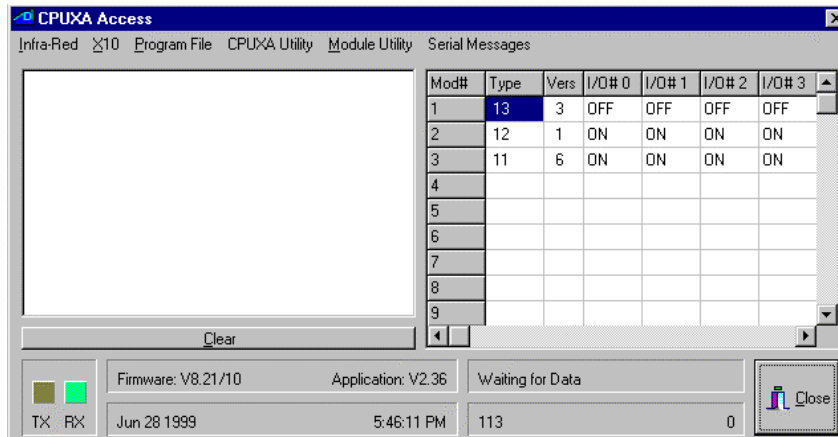 CPUXA Access
Infra-Red X10 Program File CPUXA Utility Module Utility Serial Messages
Mod# Type Vers I/O# 0 I/O# 1 I/O# 2 I/O# 3
1 13 3 OFF OFF OFF OFF
2 12 1 ON ON ON ON
3 11 6 ON ON ON ON
4
5
6
7
8
9
Clear
Firmware: V8.21/10 Application: V2.36 Waiting for Data
Close
TX RX Jun 28 1999 5:46:11 PM 113 0